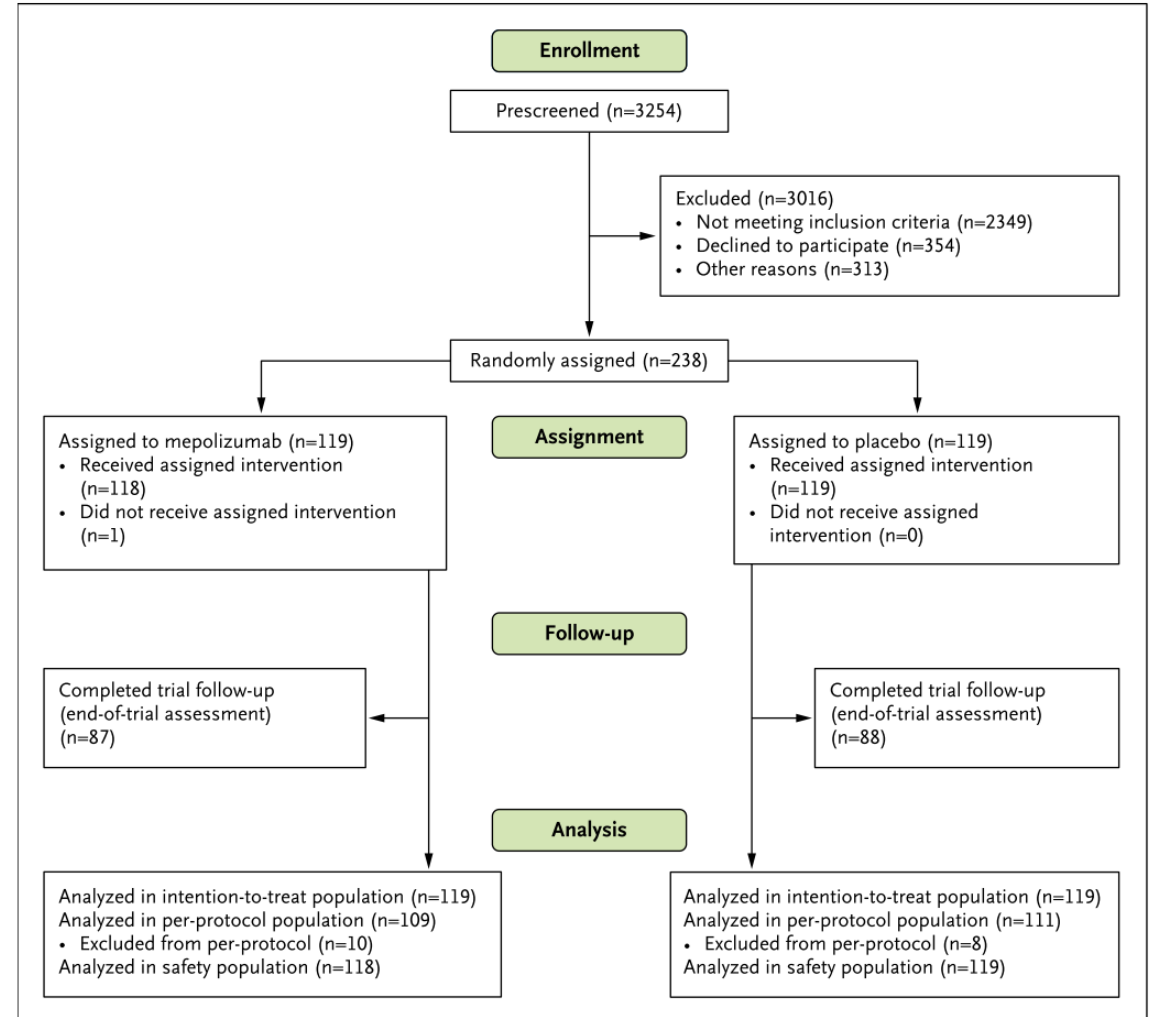 Enrollment
Prescreened (n=3254)
Excluded (n=3016)
• Not meeting inclusion criteria (n=2349)
• Declined to participate (n=354)
• Other reasons (n=313)
Randomly assigned (n=238)
Assigned to mepolizumab (n=119)
• Received assigned intervention
(n=118)
• Did not receive assigned intervention
(n=1)
Assignment
Assigned to placebo (n=119)
• Received assigned intervention
(n=119)
• Did not receive assigned
intervention (n=0)
Follow-up
Completed trial follow-up
(end-of-trial assessment)
(n=87)
Completed trial follow-up
(end-of-trial assessment)
(n=88)
Analysis
Analyzed in intention-to-treat population (n=119)
Analyzed in per-protocol population (n=109)
• Excluded from per-protocol (n=10)
Analyzed in safety population (n=118)
Analyzed in intention-to-treat population (n=119)
Analyzed in per-protocol population (n=111)
• Excluded from per-protocol (n=8)
Analyzed in safety population (n=119)